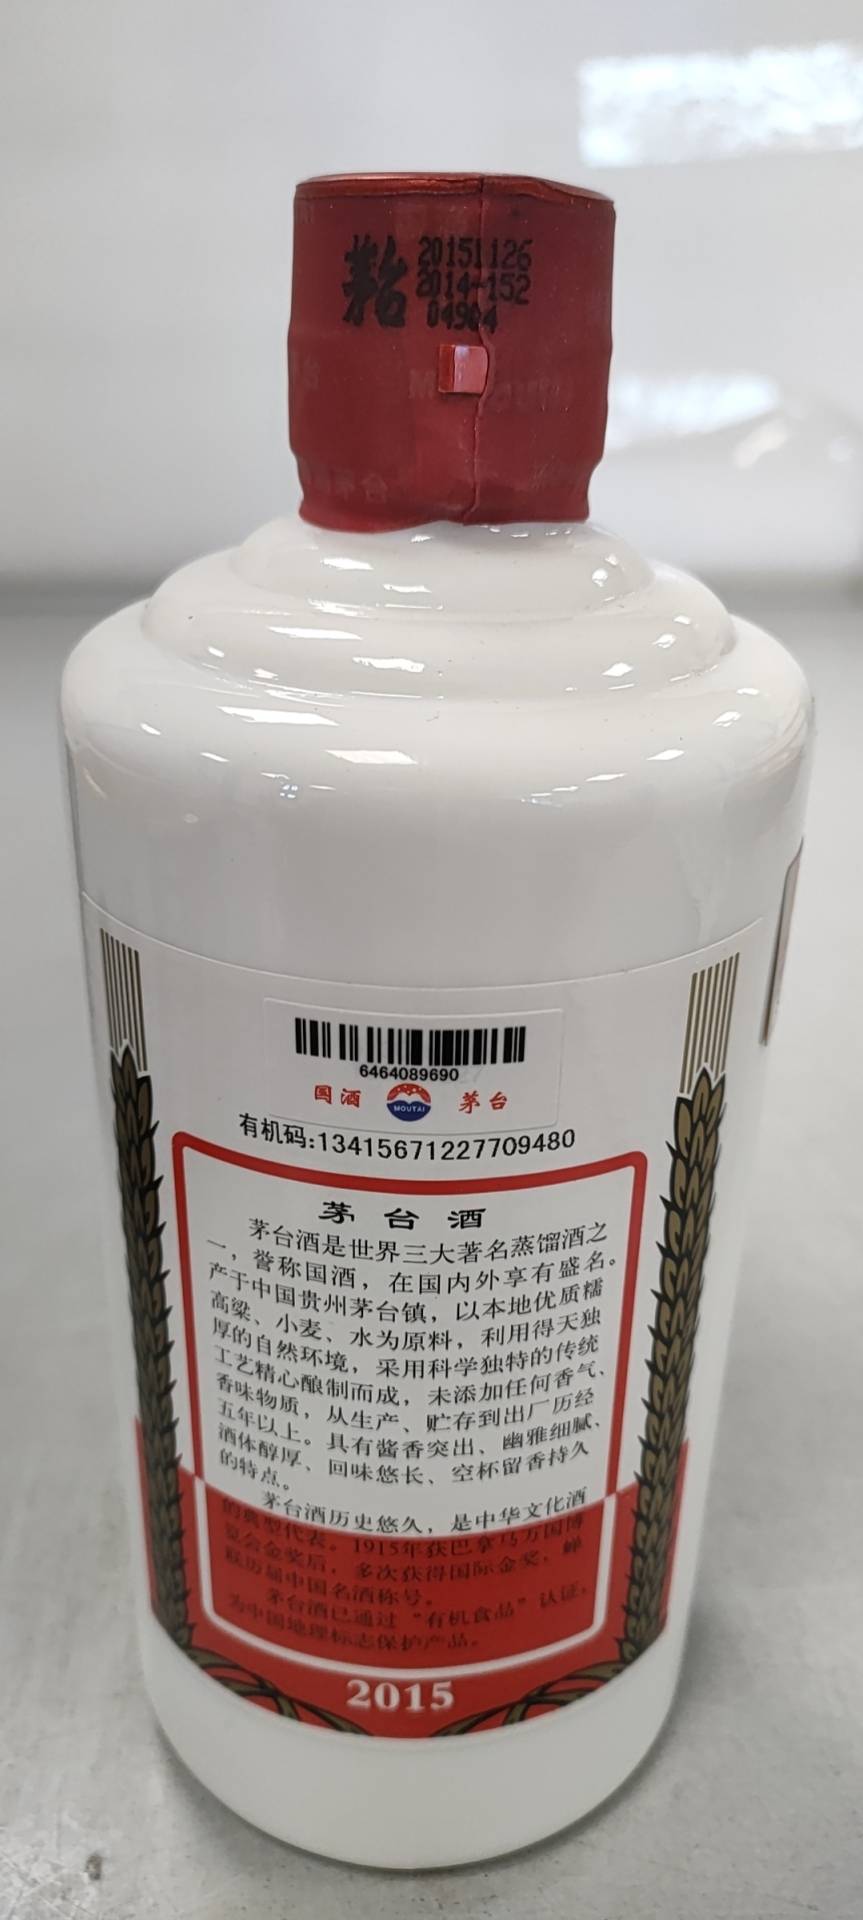 茅台
20151126
2014-152
04904
6464089690
国酒
MOUTAI
茅台
有机码:13415671227709480
茅台酒
茅台酒是世界三大著名蒸馏酒之
一，誉称国酒，在国内外享有盛名。
产于中国贵州茅台镇，以本地优质糯
高粱、小麦、水为原料，利用得天独
厚的自然环境，采用科学独特的传统
工艺精心酿制而成，未添加任何香气、
香味物质，从生产、贮存到出厂历经
五年以上。具有酱香突出、幽雅细腻、
酒体醇厚、回味悠长、空杯留香持久
的特点。
茅台酒历史悠久，是中华文化酒
的典型代表。1915年获巴拿马万国博
览会金奖后，多次获得国际金奖，蝉
联历届中国名酒称号。
茅台酒已通过“有机食品”认证，
为中国地理标志保护产品。
2015